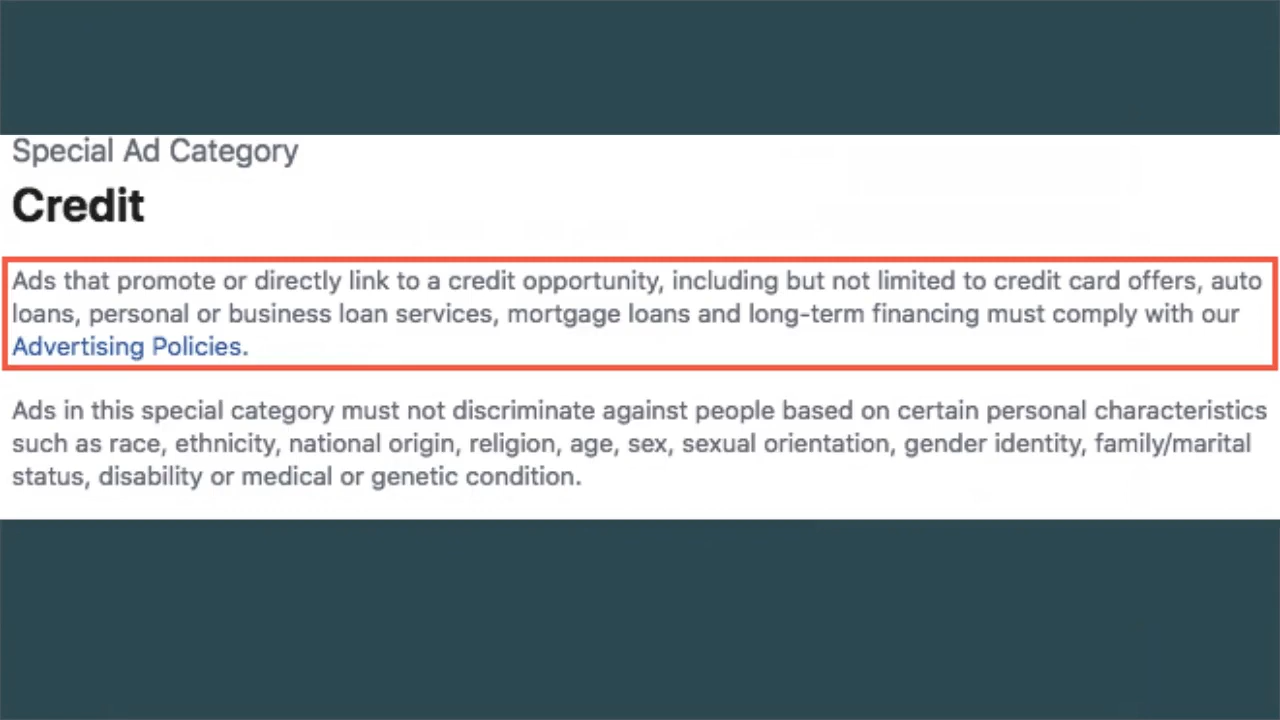 Special Ad Category
Credit
Ads that promote or directly link to a credit opportunity, including but not limited to credit card offers, auto
loans, personal or business loan services, mortgage loans and long-term financing must comply with our
Advertising Policies.
Ads in this special category must not discriminate against people based on certain personal characteristics
such as race, ethnicity, national origin, religion, age, sex, sexual orientation, gender identity, family/marital
status, disability or medical or genetic condition.